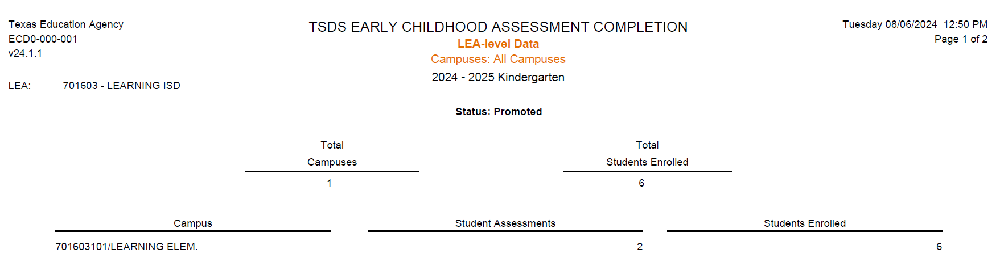 Texas Education Agency
ECD0-000-001
v24.1.1
TSDS EARLY CHILDHOOD ASSESSMENT COMPLETION
LEA-level Data
Campuses: All Campuses
2024 - 2025 Kindergarten
Tuesday 08/06/2024 12:50 PM
Page 1 of 2
LEA: 701603 - LEARNING ISD
Status: Promoted
Total
Campuses
1
Total
Students Enrolled
6
Campus Student Assessments Students Enrolled
701603101/LEARNING ELEM. 2 6